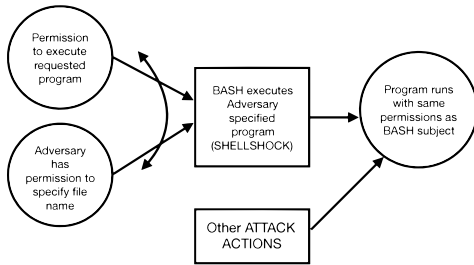 Permission
to execute
requested
program
Adversary
has
permission to
specify file
name
BASH executes
Adversary
specified
program
(SHELLSHOCK)
Other ATTACK
ACTIONS
Program runs
with same
permissions as
BASH subject